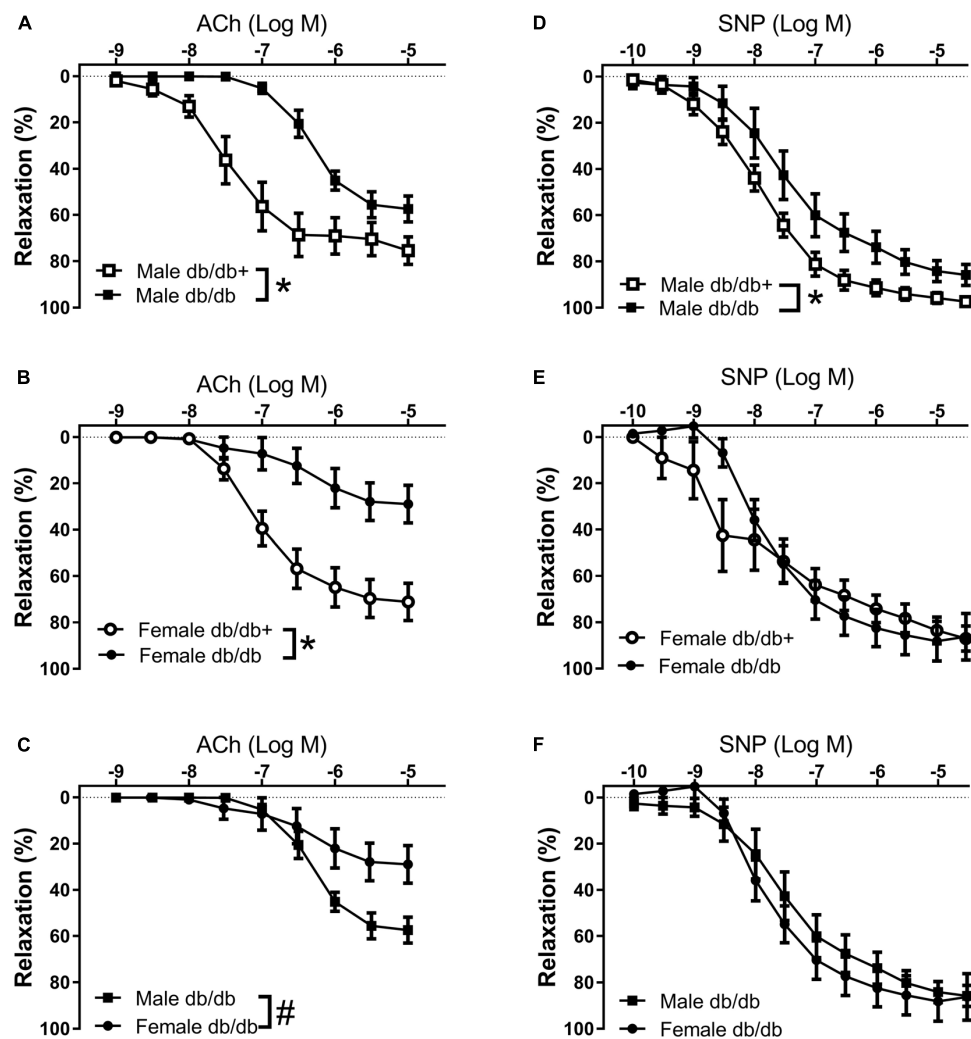 A
ACh (Log M)
-9 -8 -7 -6 -5
Relaxation (%)
0
20
40
60
80
100
Male db/db+
Male db/db
*
D
SNP (Log M)
-10 -9 -8 -7 -6 -5
Relaxation (%)
0
20
40
60
80
100
Male db/db+
Male db/db
*
B
ACh (Log M)
-9 -8 -7 -6 -5
Relaxation (%)
0
20
40
60
80
100
Female db/db+
Female db/db
*
E
SNP (Log M)
-10 -9 -8 -7 -6 -5
Relaxation (%)
0
20
40
60
80
100
Female db/db+
Female db/db
C
ACh (Log M)
-9 -8 -7 -6 -5
Relaxation (%)
0
20
40
60
80
100
Male db/db
Female db/db
#
F
SNP (Log M)
-10 -9 -8 -7 -6 -5
Relaxation (%)
0
20
40
60
80
100
Male db/db
Female db/db